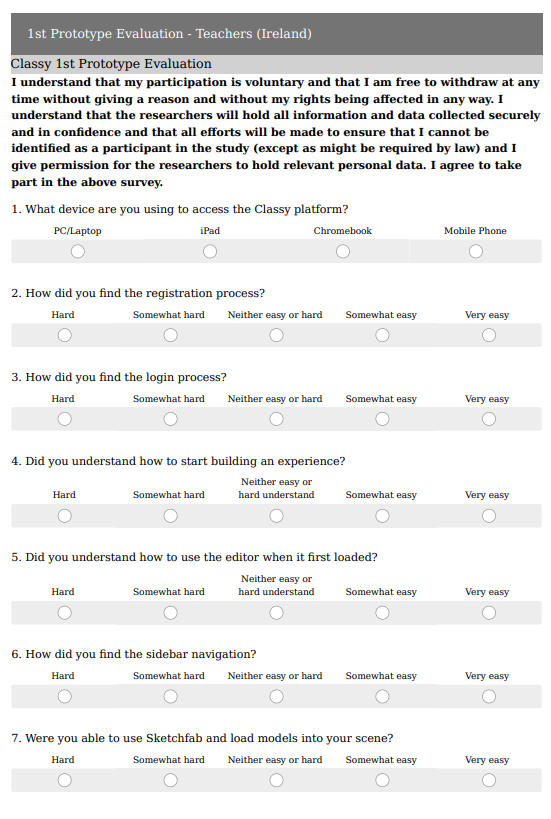 1st Prototype Evaluation - Teachers (Ireland)
Classy 1st Prototype Evaluation
I understand that my participation is voluntary and that I am free to withdraw at any
time without giving a reason and without my rights being affected in any way. I
understand that the researchers will hold all information and data collected securely
and in confidence and that all efforts will be made to ensure that I cannot be
identified as a participant in the study (except as might be required by law) and I
give permission for the researchers to hold relevant personal data. I agree to take
part in the above survey.
1. What device are you using to access the Classy platform?
PC/Laptop iPad Chromebook Mobile Phone
2. How did you find the registration process?
Hard Somewhat hard Neither easy or hard Somewhat easy Very easy
3. How did you find the login process?
Hard Somewhat hard Neither easy or hard Somewhat easy Very easy
4. Did you understand how to start building an experience?
Neither easy or
Hard Somewhat hard hard understand Somewhat easy Very easy
5. Did you understand how to use the editor when it first loaded?
Neither easy or
Hard Somewhat hard hard understand Somewhat easy Very easy
6. How did you find the sidebar navigation?
Hard Somewhat hard Neither easy or hard Somewhat easy Very easy
7. Were you able to use Sketchfab and load models into your scene?
Hard Somewhat hard Neither easy or hard Somewhat easy Very easy